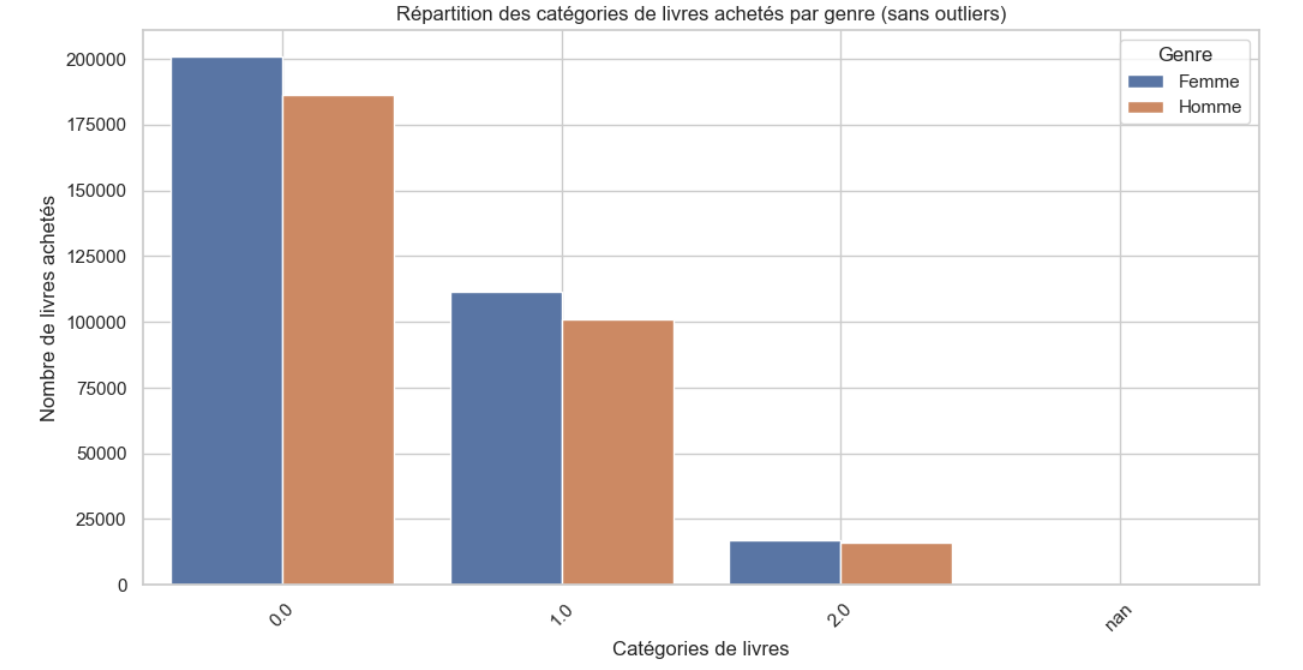 Répartition des catégories de livres achetés par genre (sans outliers)
Genre
Femme
Homme
Nombre de livres achetés
200000
175000
150000
125000
100000
75000
50000
25000
0
0.0
1.0
2.0
nan
Catégories de livres